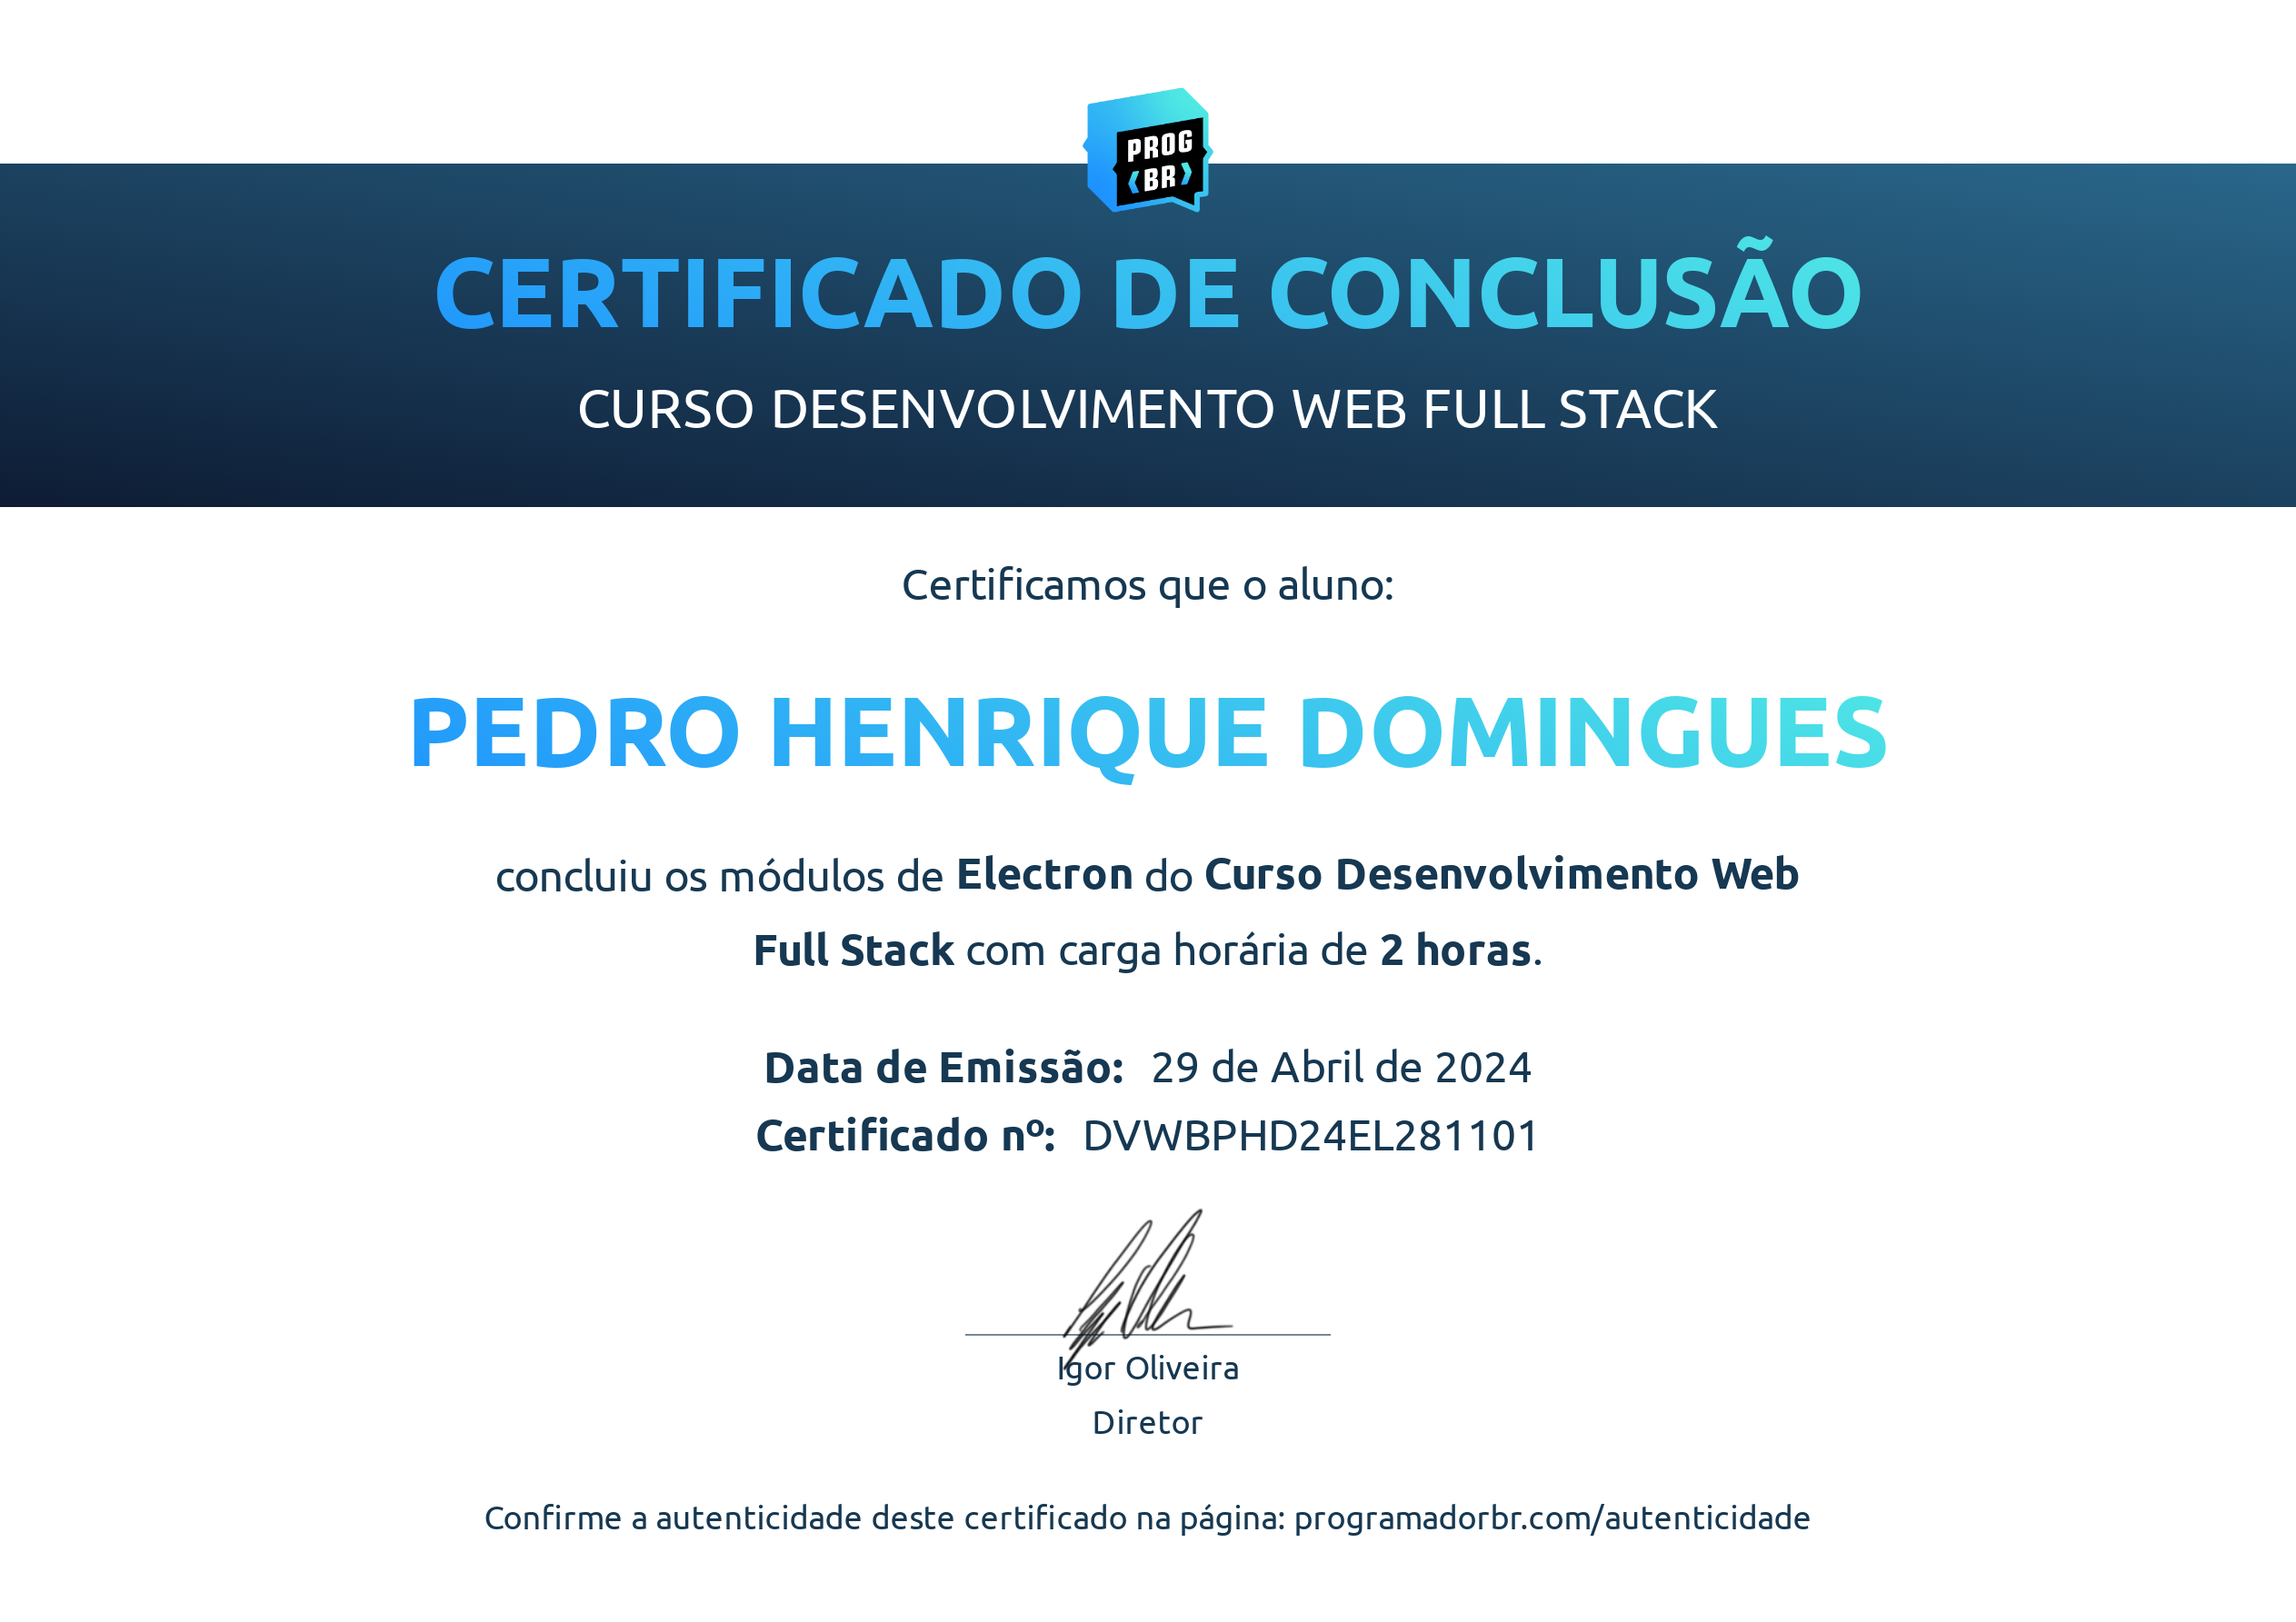 PROG
BR
CERTIFICADO DE CONCLUSÃO
CURSO DESENVOLVIMENTO WEB FULL STACK
Certificamos que o aluno:
PEDRO HENRIQUE DOMINGUES
concluiu os módulos de Electron do Curso Desenvolvimento Web
Full Stack com carga horária de 2 horas.
Data de Emissão: 29 de Abril de 2024
Certificado nº: DVWBPHD24EL281101
Igor Oliveira
Diretor
Confirme a autenticidade deste certificado na página: programadorbr.com/autenticidade